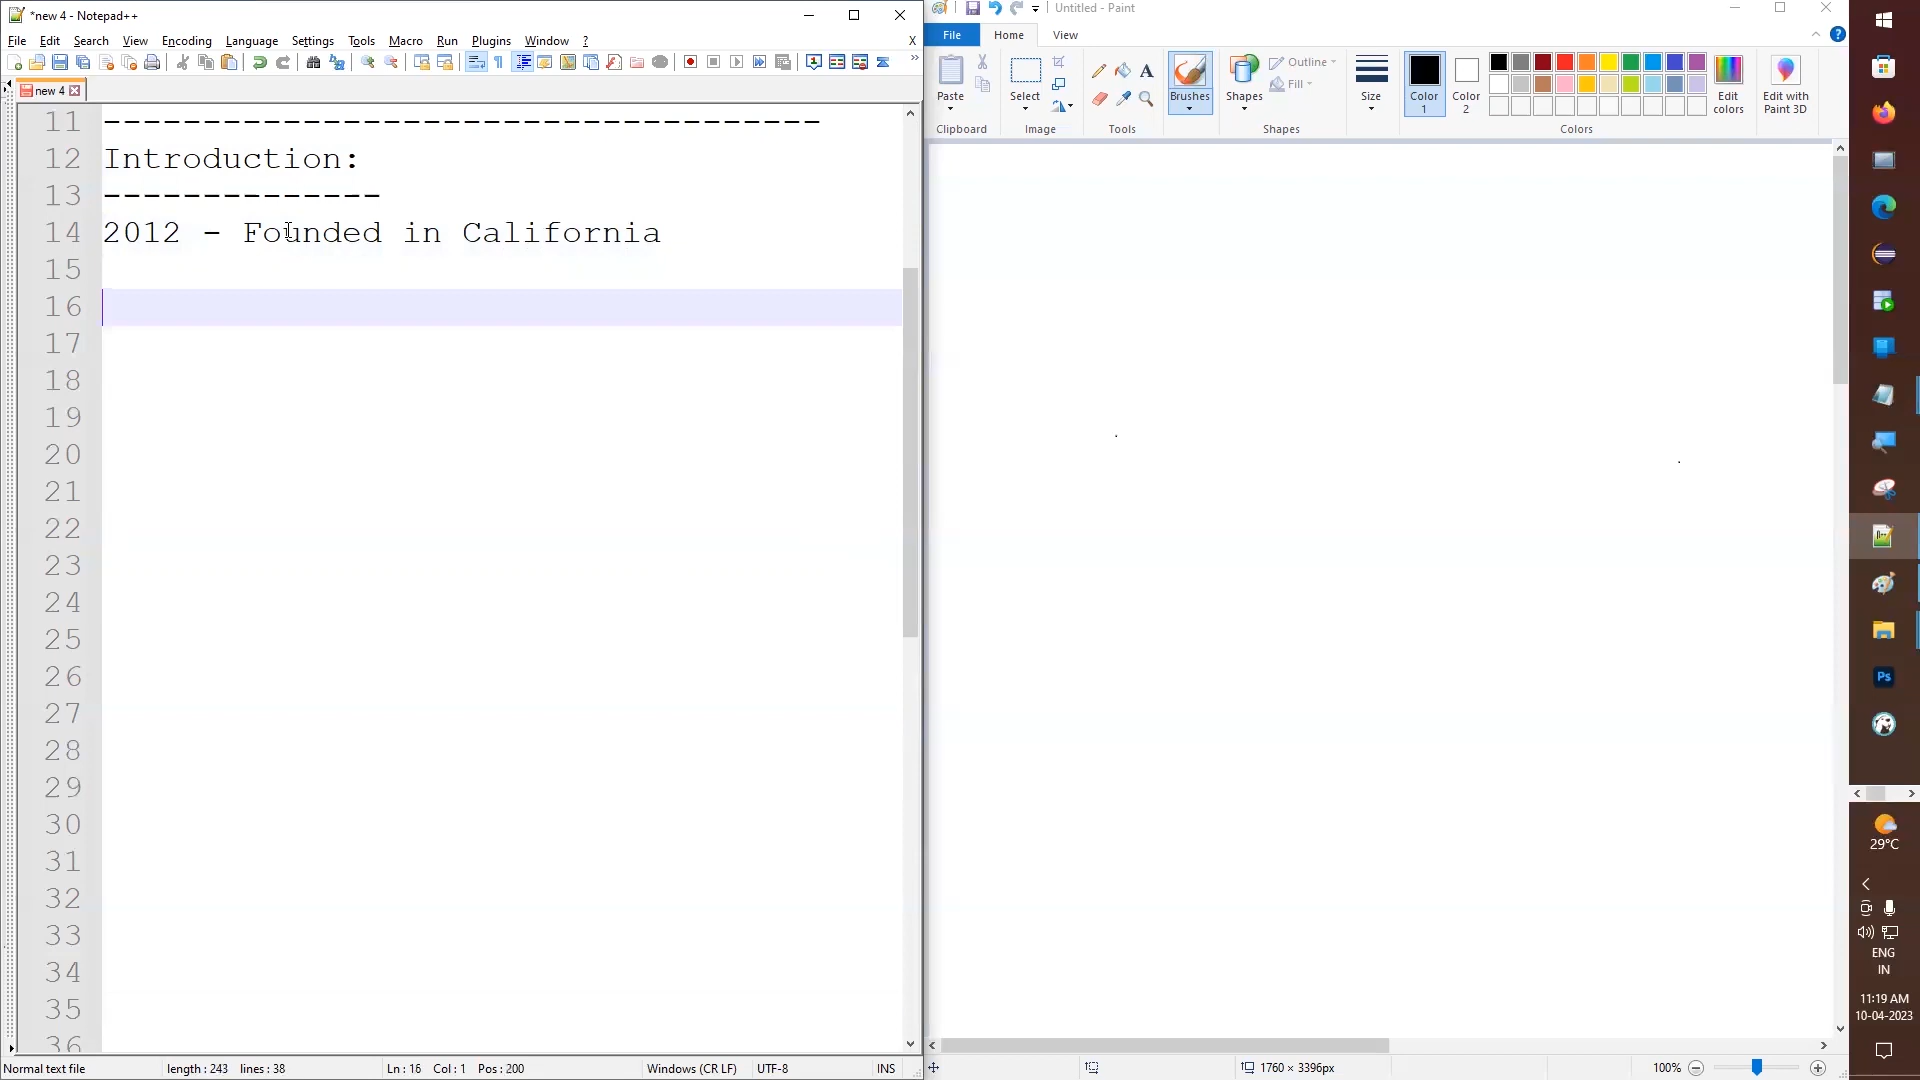 *new 4 - Notepad++
File Edit Search View Encoding Language Settings Tools Macro Run Plugins Window ? X
new 4
11 ------------------------------------
12 Introduction:
13 --------------
14 2012 - Founded in California
15
16
17
18
19
20
21
22
23
24
25
26
27
28
29
30
31
32
33
34
35
36
Normal text file length : 243 lines : 38 Ln : 16 Col : 1 Pos : 200 Windows (CR LF) UTF-8 INS
Untitled - Paint
File Home View
Paste Select Brushes Shapes Outline Fill Size Color 1 Color 2 Edit colors Edit with Paint 3D
Clipboard Image Tools Shapes Colors
1760 × 3396px 100%
Ps
29°C
ENG
IN
11:19 AM
10-04-2023